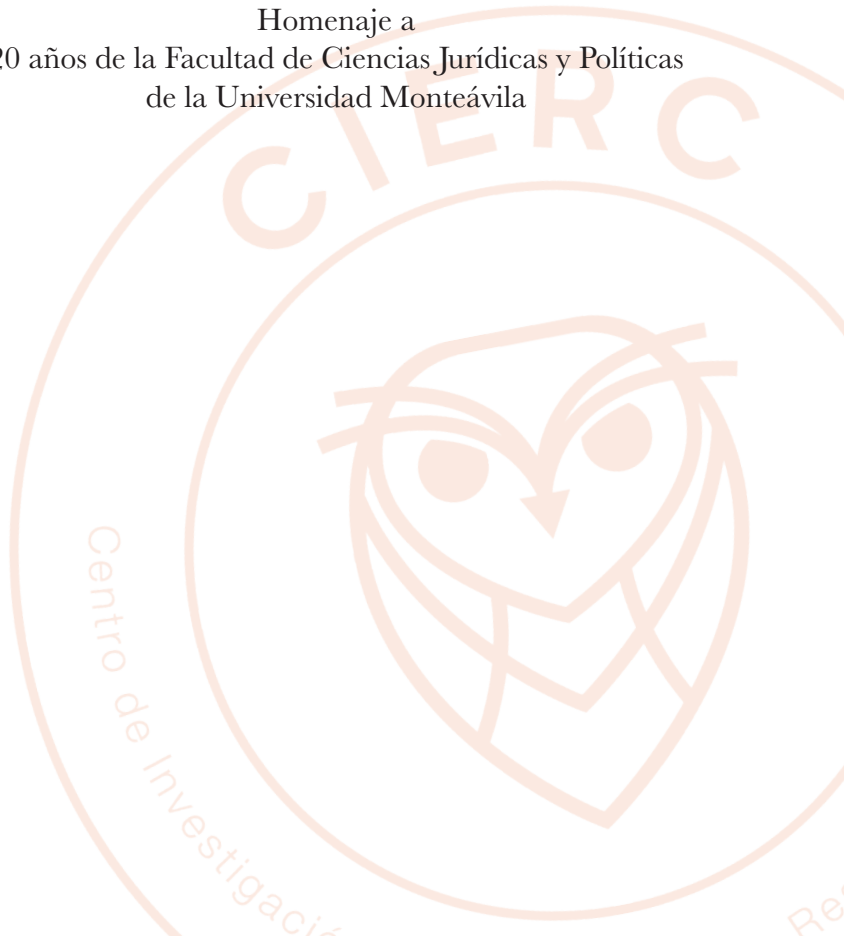 Homenaje a
20 años de la Facultad de Ciencias Jurídicas y Políticas
de la Universidad Monteávila
CIERC
Centro de